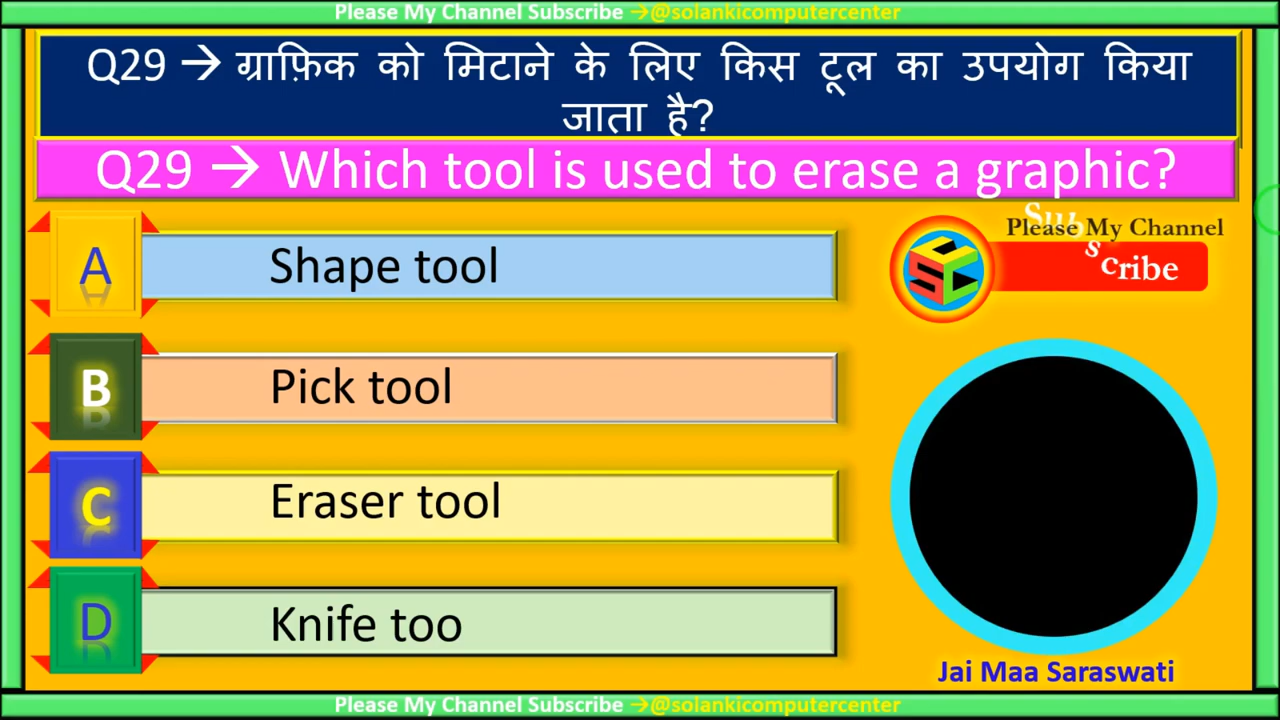 Please My Channel Subscribe →@solankicomputercenter
Q29 → ग्राफ़िक को मिटाने के लिए किस टूल का उपयोग किया
जाता है?
Q29 → Which tool is used to erase a graphic?
A Shape tool
Please My Channel
Subscribe
SCC
B Pick tool
C Eraser tool
D Knife too
Jai Maa Saraswati
Please My Channel Subscribe →@solankicomputercenter